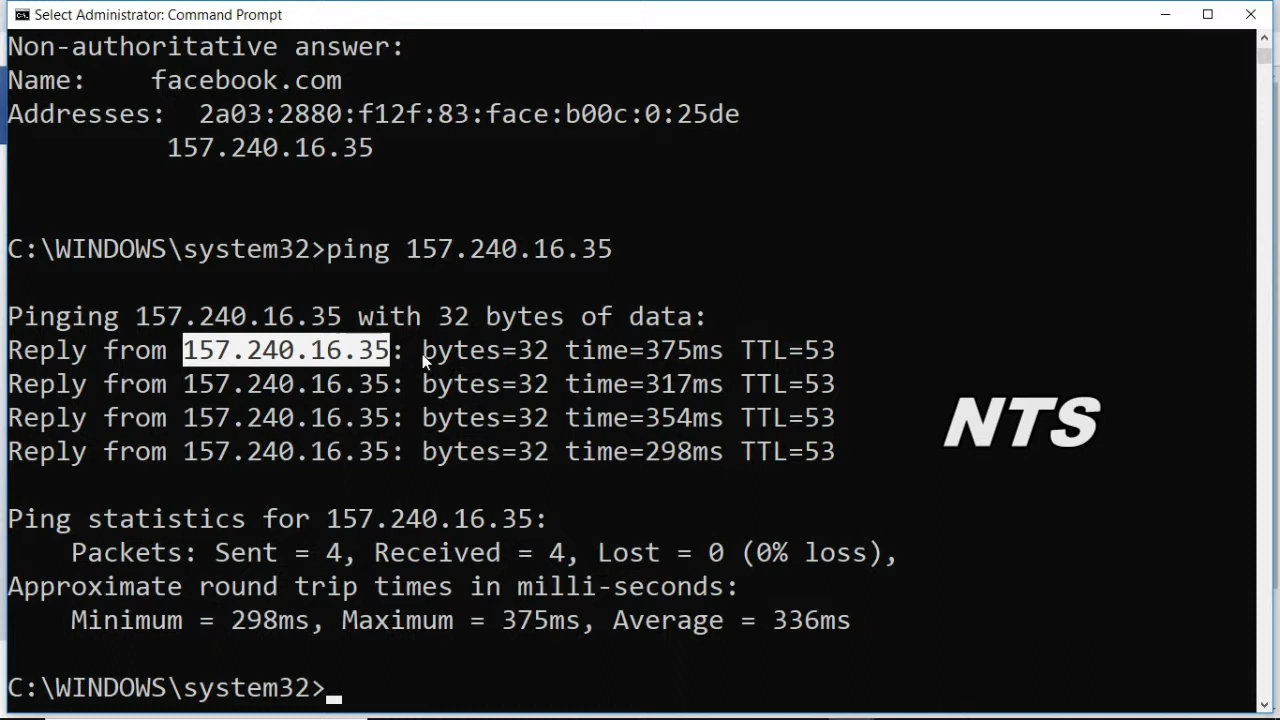 Select Administrator: Command Prompt
Non-authoritative answer:
Name:    facebook.com
Addresses:  2a03:2880:f12f:83:face:b00c:0:25de
          157.240.16.35
C:\WINDOWS\system32>ping 157.240.16.35
Pinging 157.240.16.35 with 32 bytes of data:
Reply from 157.240.16.35: bytes=32 time=375ms TTL=53
Reply from 157.240.16.35: bytes=32 time=317ms TTL=53
Reply from 157.240.16.35: bytes=32 time=354ms TTL=53
Reply from 157.240.16.35: bytes=32 time=298ms TTL=53
NTS
Ping statistics for 157.240.16.35:
    Packets: Sent = 4, Received = 4, Lost = 0 (0% loss),
Approximate round trip times in milli-seconds:
    Minimum = 298ms, Maximum = 375ms, Average = 336ms
C:\WINDOWS\system32>